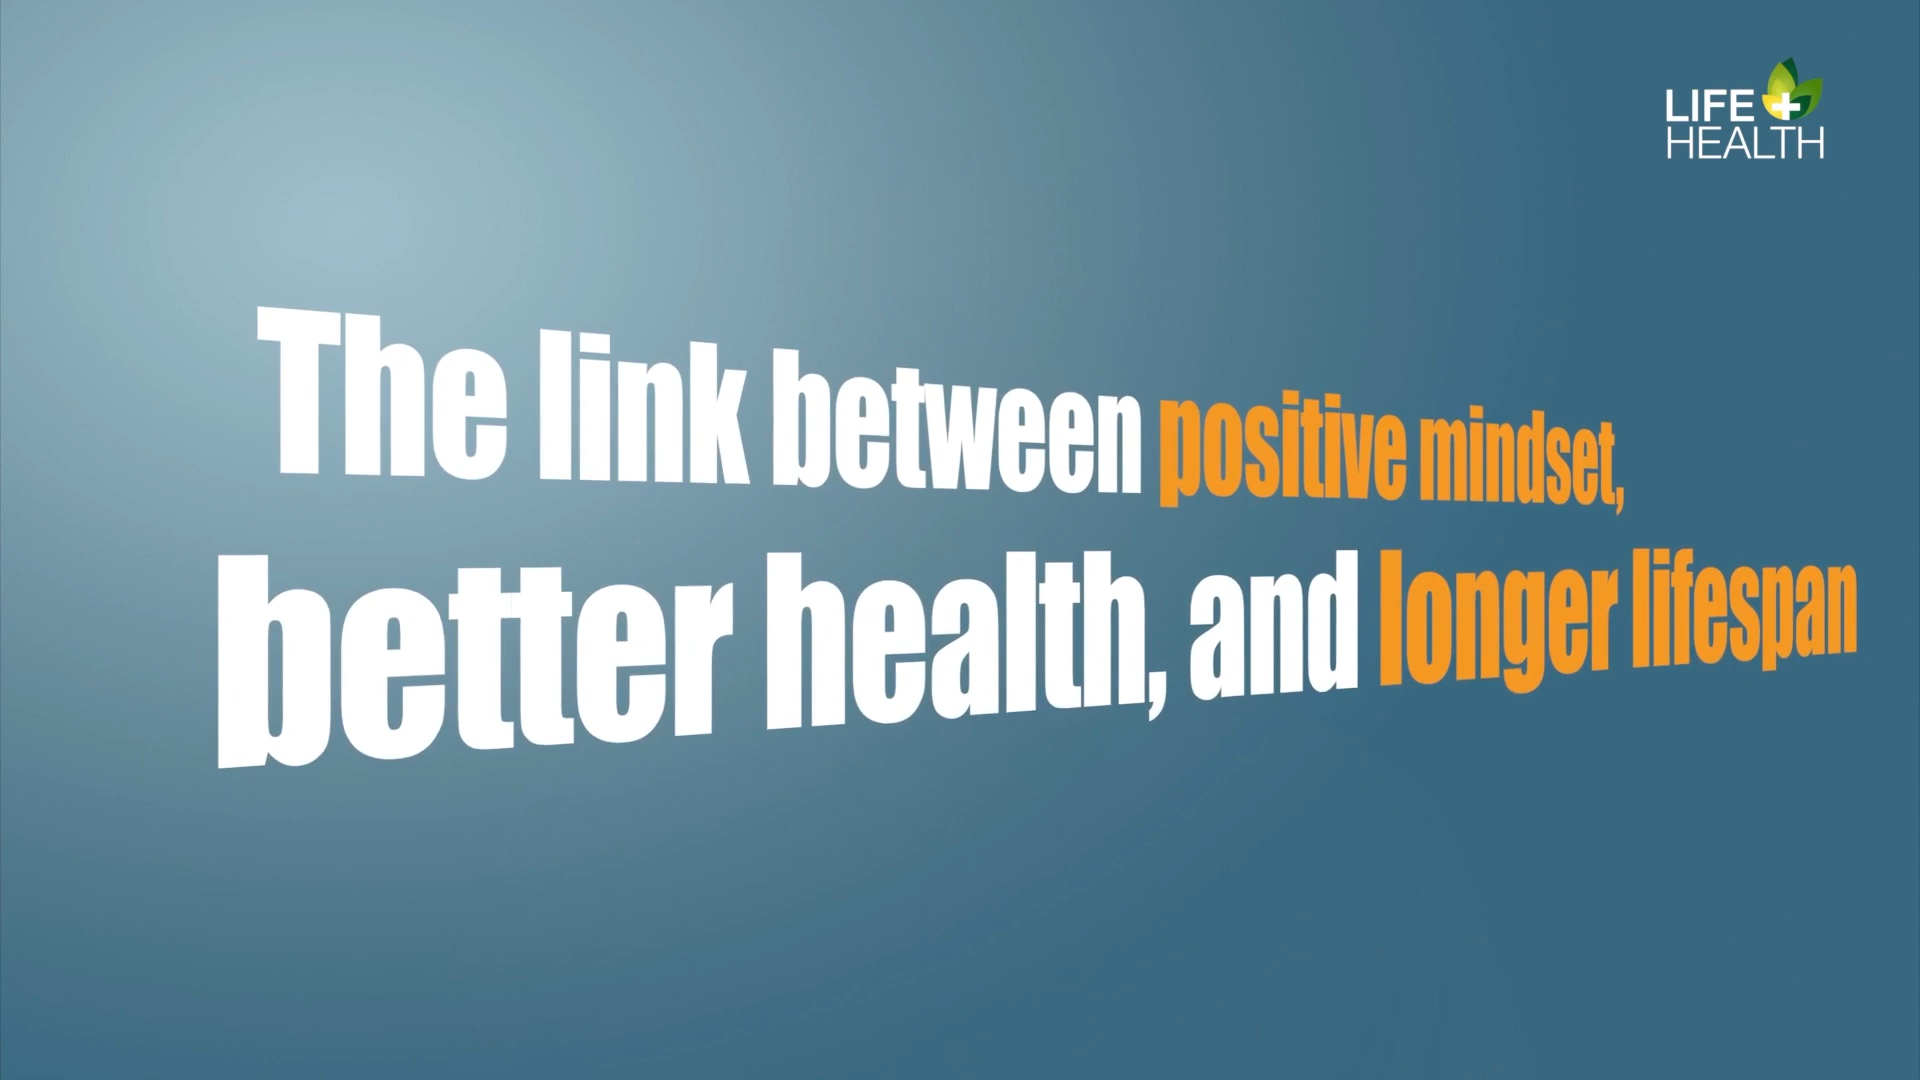 LIFE
HEALTH
The link between positive mindset,
better health, and longer lifespan